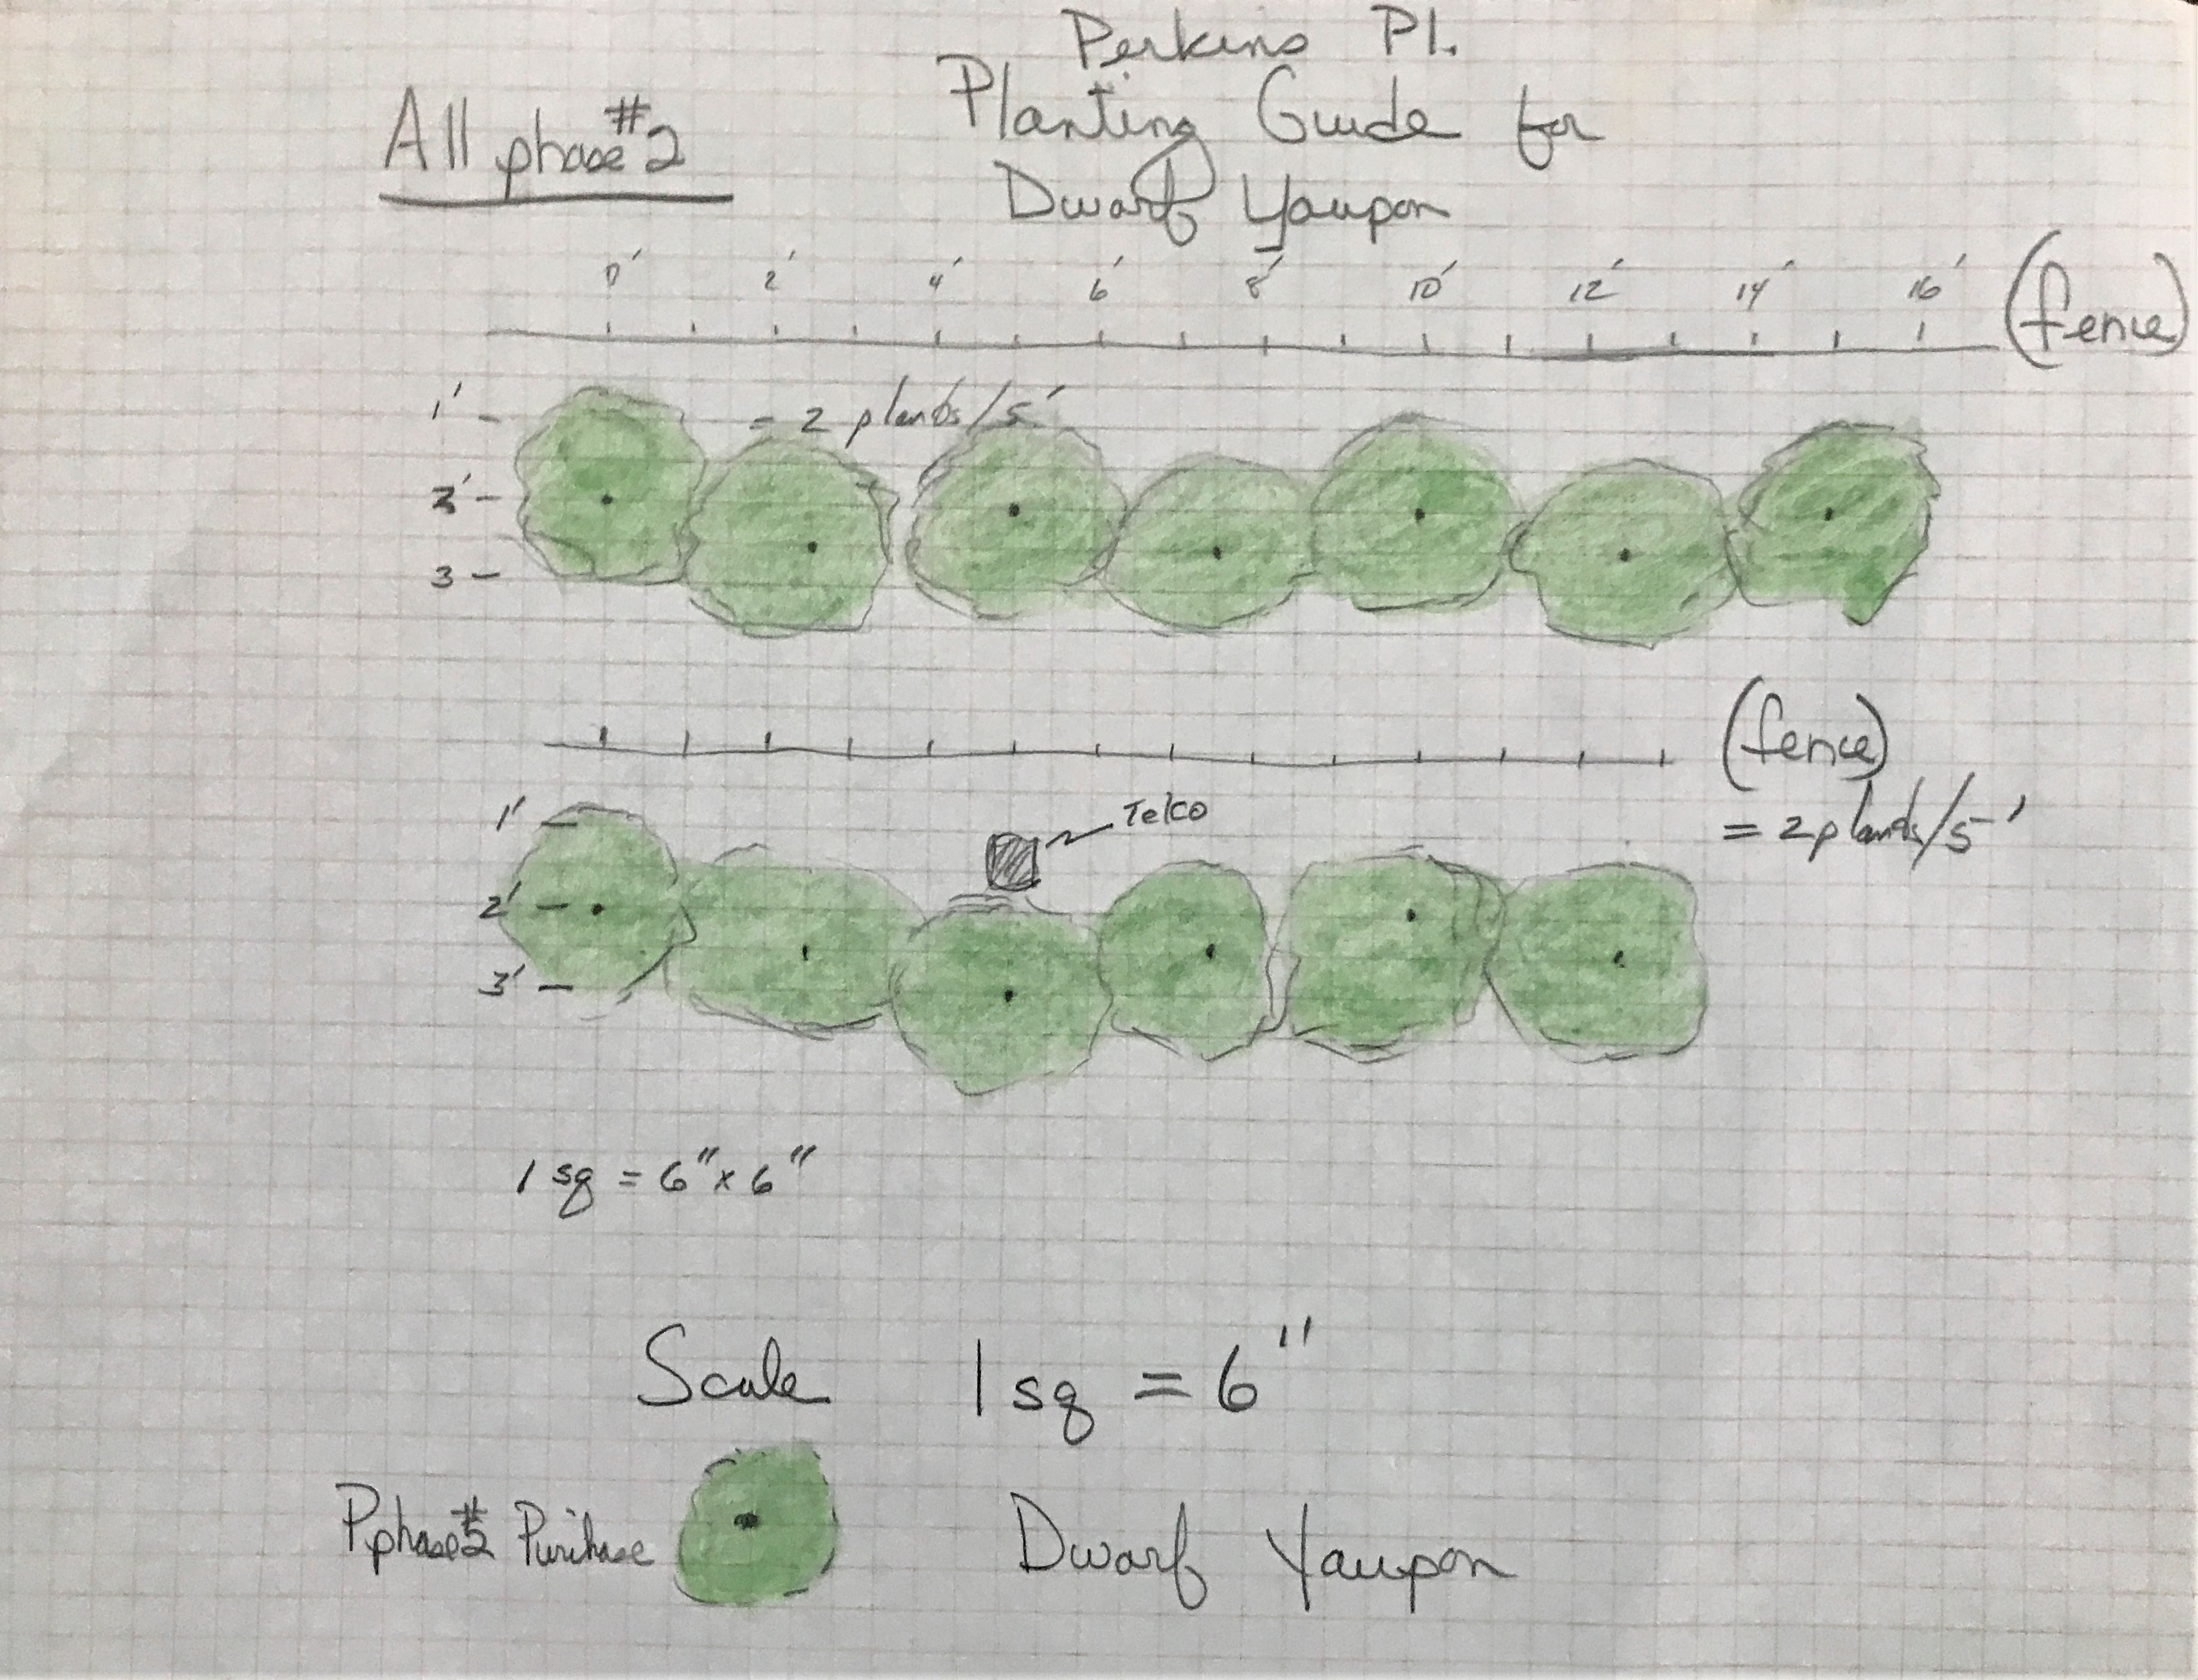 Perkins Pl.
Planting Guide for
Dwarf Yaupon
All phase #2
0' 2' 4' 6' 8' 10' 12' 14' 16' (fence)
1' - = 2 plants/5'
2' -
3 -
(fence)
= 2 plants/5'
1' -
Telco
2' -
3' -
1 sq = 6" x 6"
Scale 1 sq = 6"
Pphase #2 Purchase Dwarf Yaupon